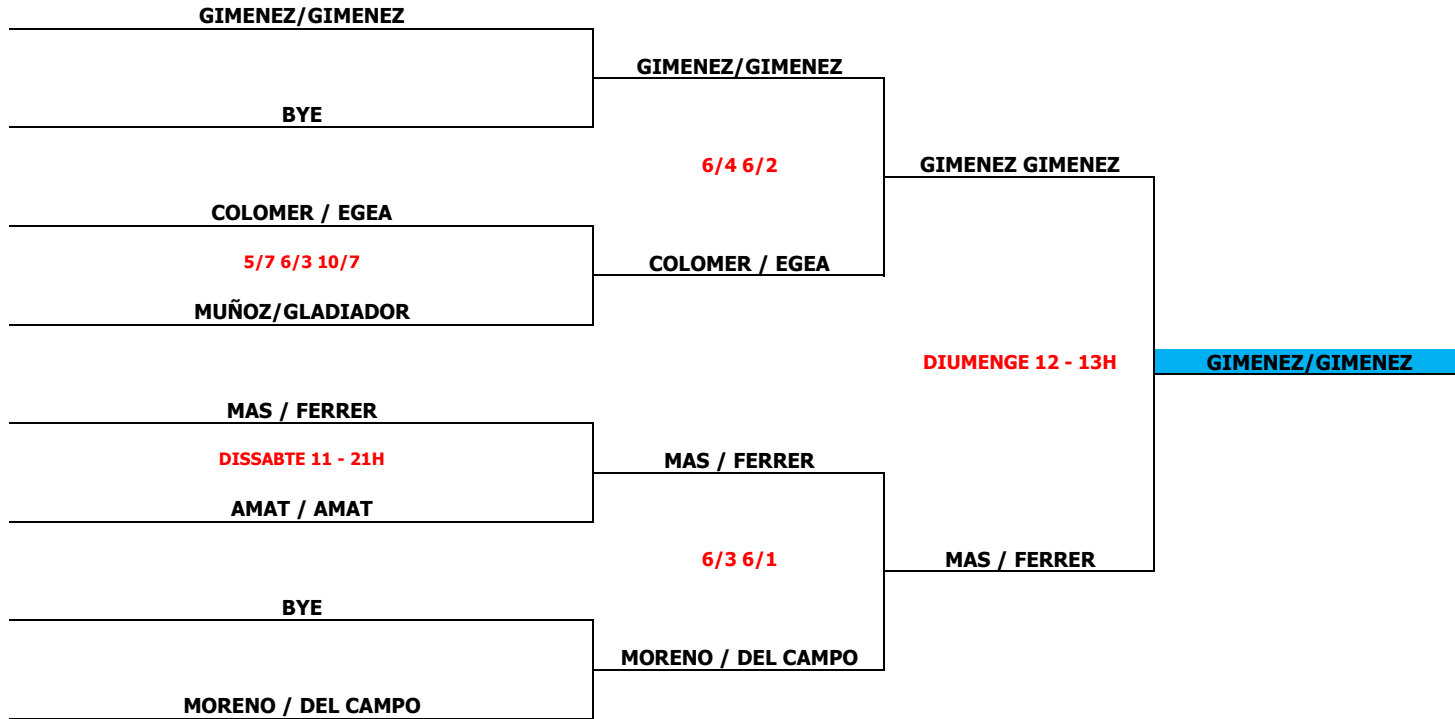 GIMENEZ/GIMENEZ
GIMENEZ/GIMENEZ
BYE
6/4 6/2
GIMENEZ GIMENEZ
COLOMER / EGEA
5/7 6/3 10/7
COLOMER / EGEA
MUÑOZ/GLADIADOR
DIUMENGE 12 - 13H
GIMENEZ/GIMENEZ
MAS / FERRER
DISSABTE 11 - 21H
MAS / FERRER
AMAT / AMAT
6/3 6/1
MAS / FERRER
BYE
MORENO / DEL CAMPO
MORENO / DEL CAMPO